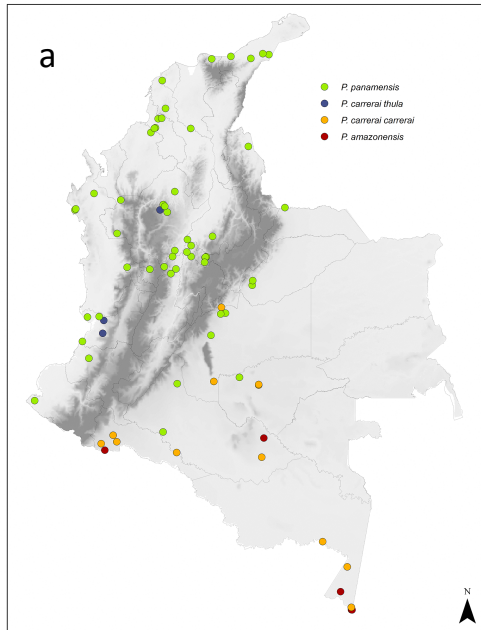 a
P. panamensis
P. carrerai thula
P. carrerai carrerai
P. amazonensis
N